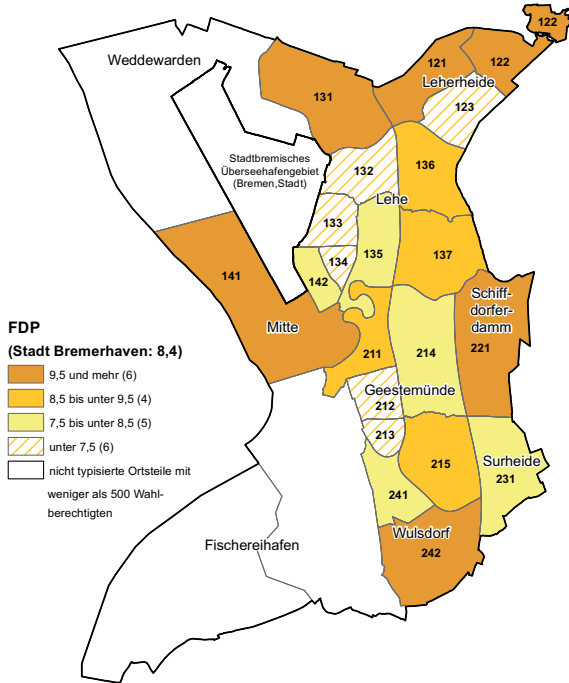 122
Weddewarden
121
122
Leherheide
131
123
Stadtbremisches
Überseehafengebiet
(Bremen,Stadt)
132
136
Lehe
133
134
135
137
141
142
Schiff-
dorfer-
damm
221
FDP
(Stadt Bremerhaven: 8,4)
Mitte
211
214
9,5 und mehr (6)
8,5 bis unter 9,5 (4)
7,5 bis unter 8,5 (5)
unter 7,5 (6)
nicht typisierte Ortsteile mit
weniger als 500 Wahl-
berechtigten
Geestemünde
212
213
215
Surheide
231
241
Wulsdorf
Fischereihafen
242